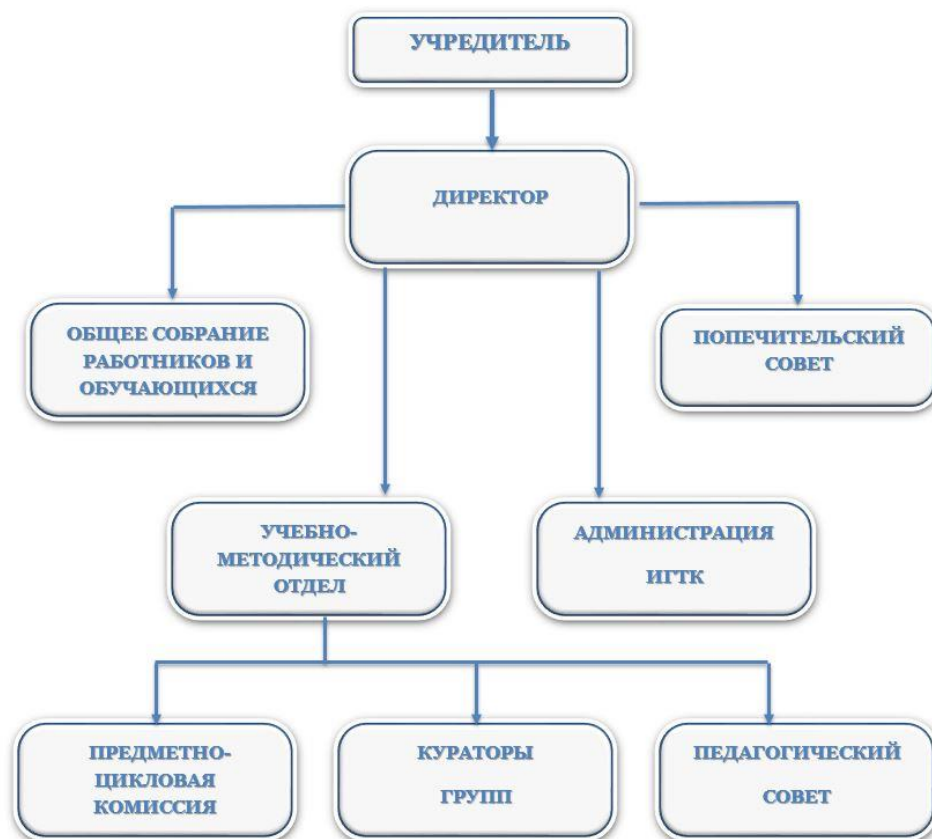 УЧРЕДИТЕЛЬ
ДИРЕКТОР
ОБЩЕЕ СОБРАНИЕ
РАБОТНИКОВ И
ОБУЧАЮЩИХСЯ
ПОПЕЧИТЕЛЬСКИЙ
СОВЕТ
УЧЕБНО-
МЕТОДИЧЕСКИЙ
ОТДЕЛ
АДМИНИСТРАЦИЯ
ИГТК
ПРЕДМЕТНО-
ЦИКЛОВАЯ
КОМИССИЯ
КУРАТОРЫ
ГРУПП
ПЕДАГОГИЧЕСКИЙ
СОВЕТ